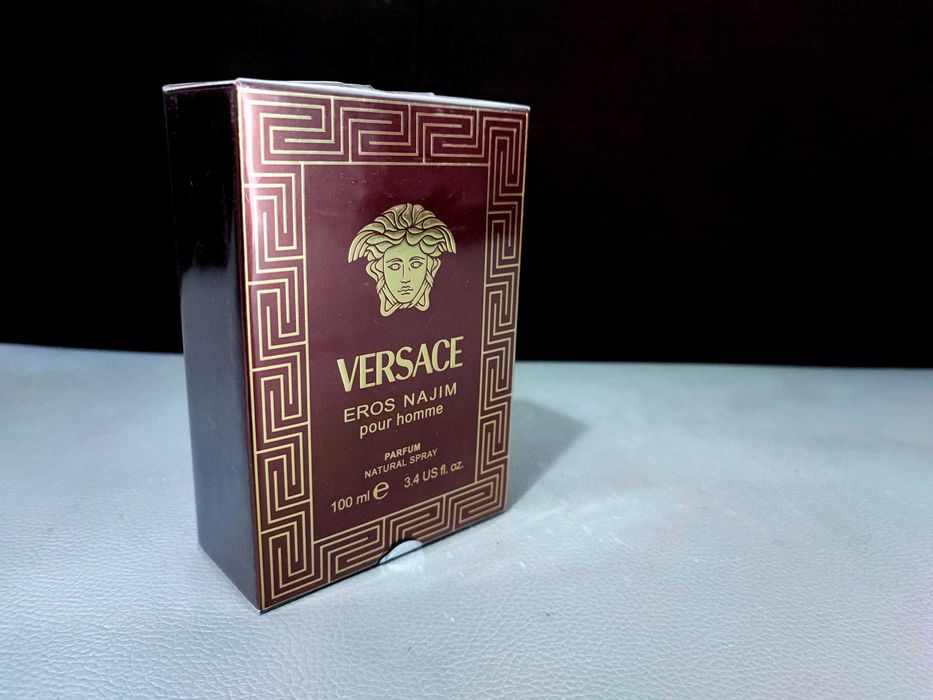 VERSACE
EROS NAJIM
pour homme
PARFUM
NATURAL SPRAY
100 ml e 3.4 US fl. oz.